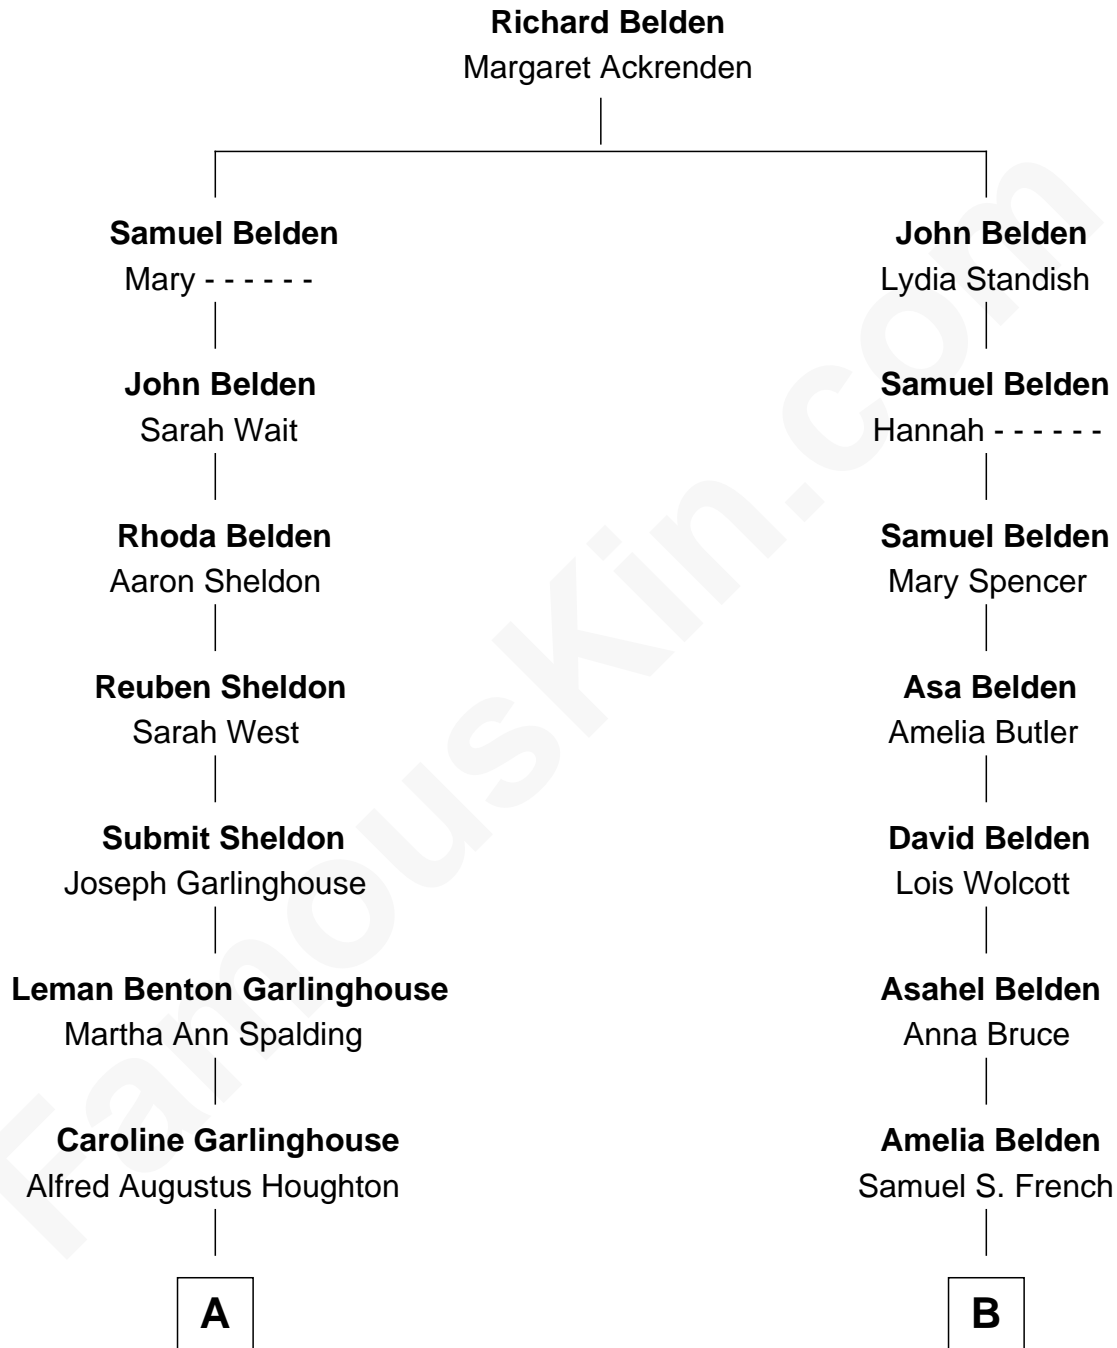 Richard Belden
Margaret Ackrenden
Samuel Belden
Mary - - - - - -
John Belden
Lydia Standish
John Belden
Sarah Wait
Samuel Belden
Hannah - - - - - -
Rhoda Belden
Aaron Sheldon
Samuel Belden
Mary Spencer
Reuben Sheldon
Sarah West
Asa Belden
Amelia Butler
Submit Sheldon
Joseph Garlinghouse
David Belden
Lois Wolcott
Leman Benton Garlinghouse
Martha Ann Spalding
Asahel Belden
Anna Bruce
Caroline Garlinghouse
Alfred Augustus Houghton
Amelia Belden
Samuel S. French
A
B
FamousKin.com